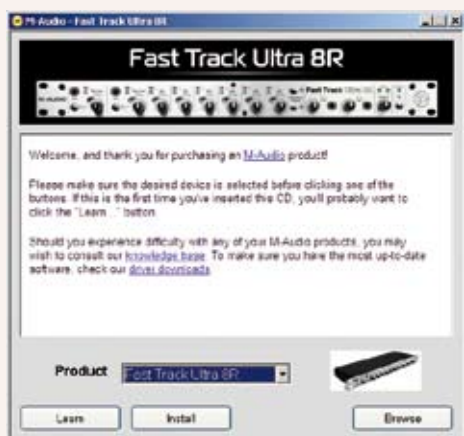 M-Audio - Fast Track Ultra 8R
Fast Track Ultra 8R
M-AUDIO
Fast Track
Welcome, and thank you for purchasing an M-Audio product!
Please make sure the desired device is selected before clicking one of the
buttons. If this is the first time you've inserted this CD, you'll probably want to
click the "Learn..." button.
Should you experience difficulty with any of your M-Audio products, you may
wish to consult our knowledge base. To make sure you have the most up-to-date
software, check our driver downloads.
Product Fast Track Ultra 8R
Learn Install Browse